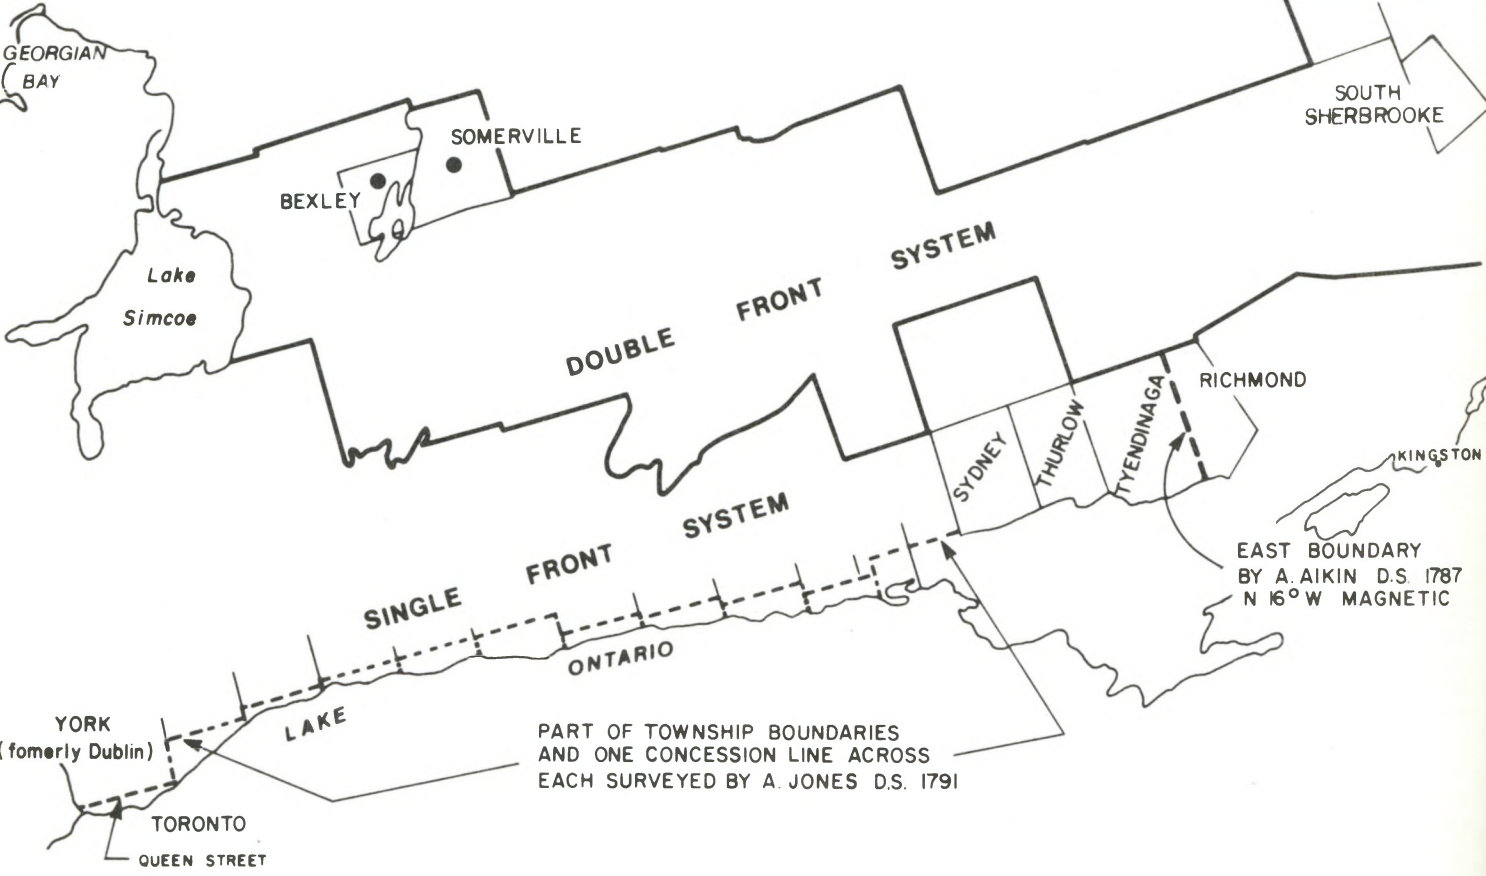 GEORGIAN
BAY
SOMERVILLE
BEXLEY
SOUTH
SHERBROOKE
Lake
Simcoe
DOUBLE FRONT SYSTEM
RICHMOND
SYDNEY
THURLOW
TYENDINAGA
KINGSTON
SINGLE FRONT SYSTEM
EAST BOUNDARY
BY A. AIKIN D.S. 1787
N 16° W MAGNETIC
LAKE ONTARIO
YORK
(fomerly Dublin)
PART OF TOWNSHIP BOUNDARIES
AND ONE CONCESSION LINE ACROSS
EACH SURVEYED BY A. JONES D.S. 1791
TORONTO
QUEEN STREET